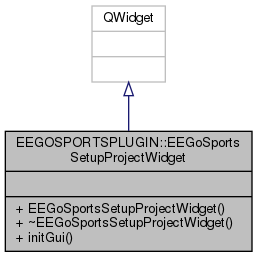 QWidget
EEGOSPORTSPLUGIN::EEGoSports
SetupProjectWidget
+ EEGoSportsSetupProjectWidget()
+ ~EEGoSportsSetupProjectWidget()
+ initGui()